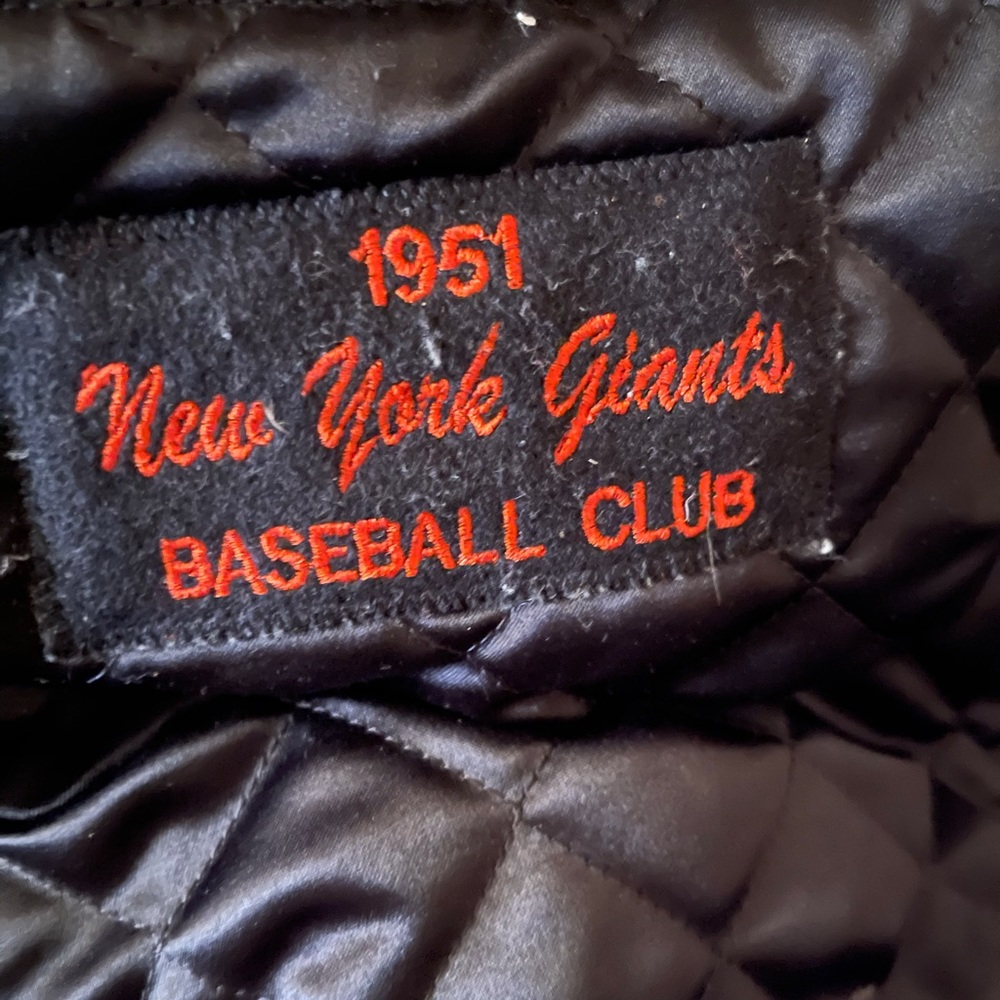 1951
New York Giants
BASEBALL CLUB